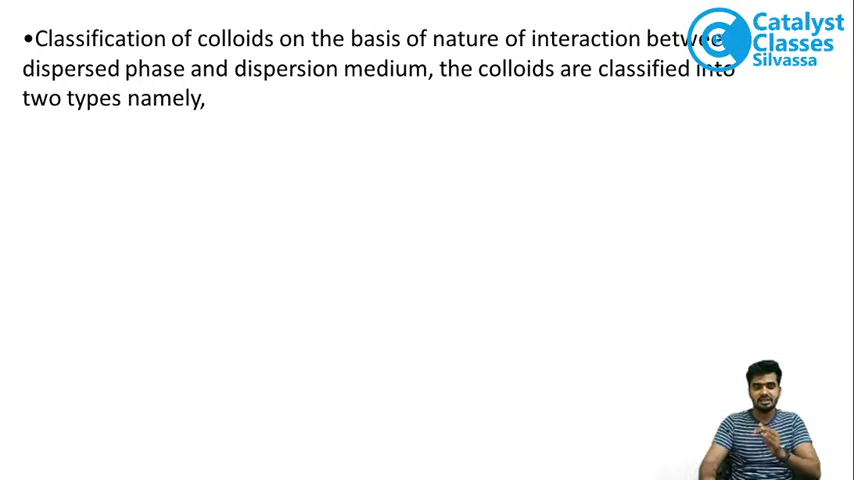 •Classification of colloids on the basis of nature of interaction between
dispersed phase and dispersion medium, the colloids are classified into
two types namely,
Catalyst
Classes
Silvassa